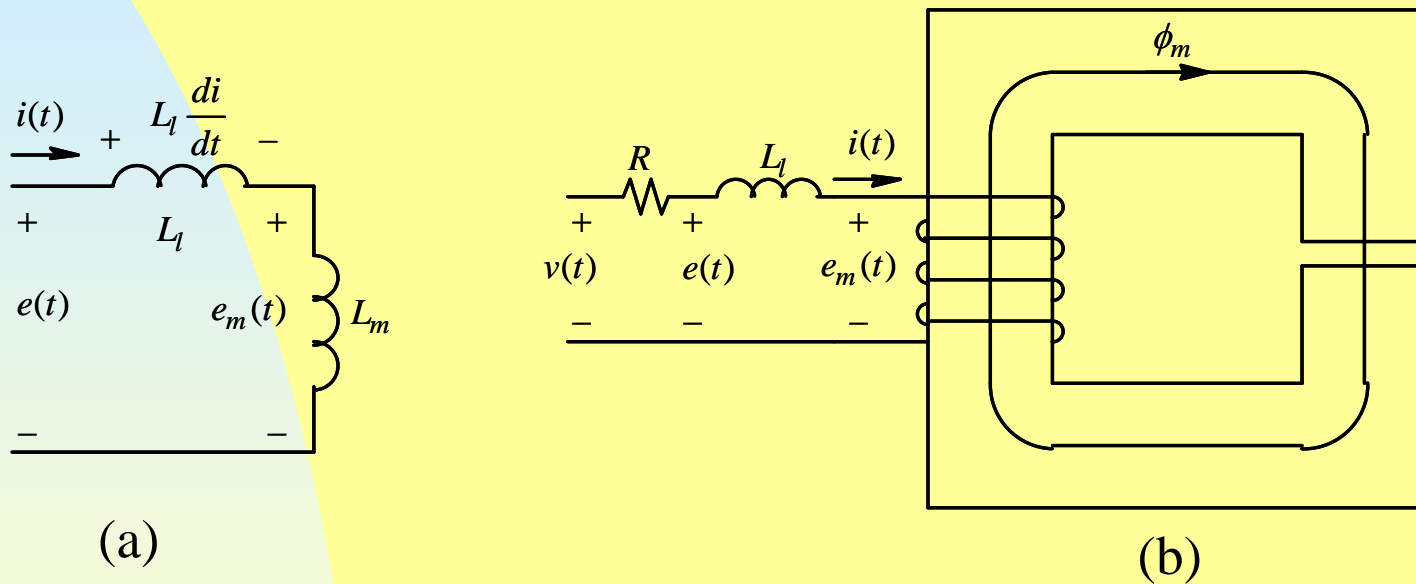 i(t) + L_l di/dt −
+ L_l +
e(t) e_m(t) L_m
− −
(a)
ϕ_m
R L_l i(t)
+ + +
v(t) e(t) e_m(t)
− − −
(b)